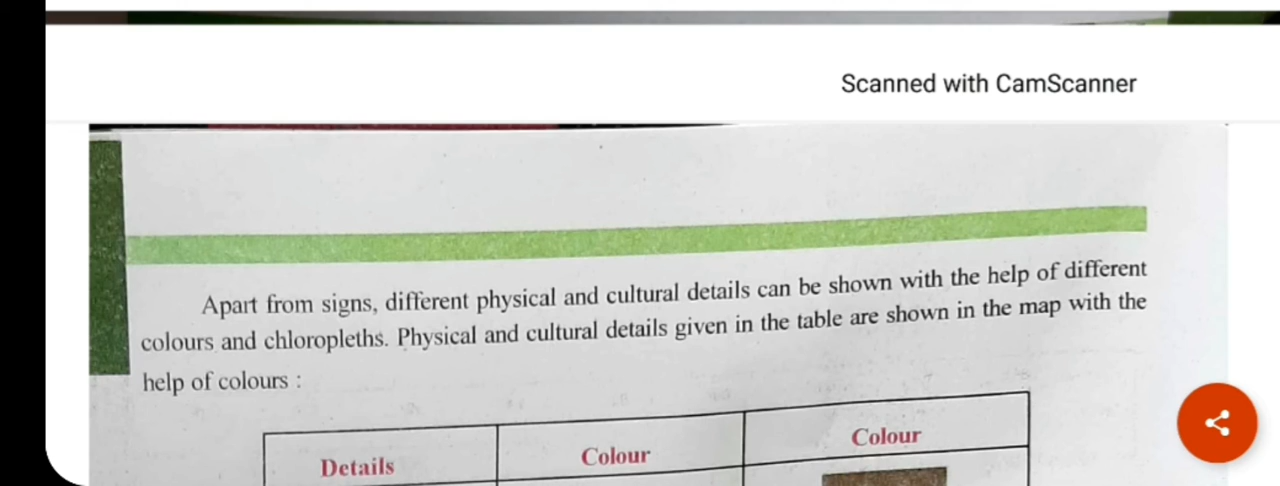 Scanned with CamScanner
Apart from signs, different physical and cultural details can be shown with the help of different
colours and chloropleths. Physical and cultural details given in the table are shown in the map with the
help of colours :
Details Colour Colour